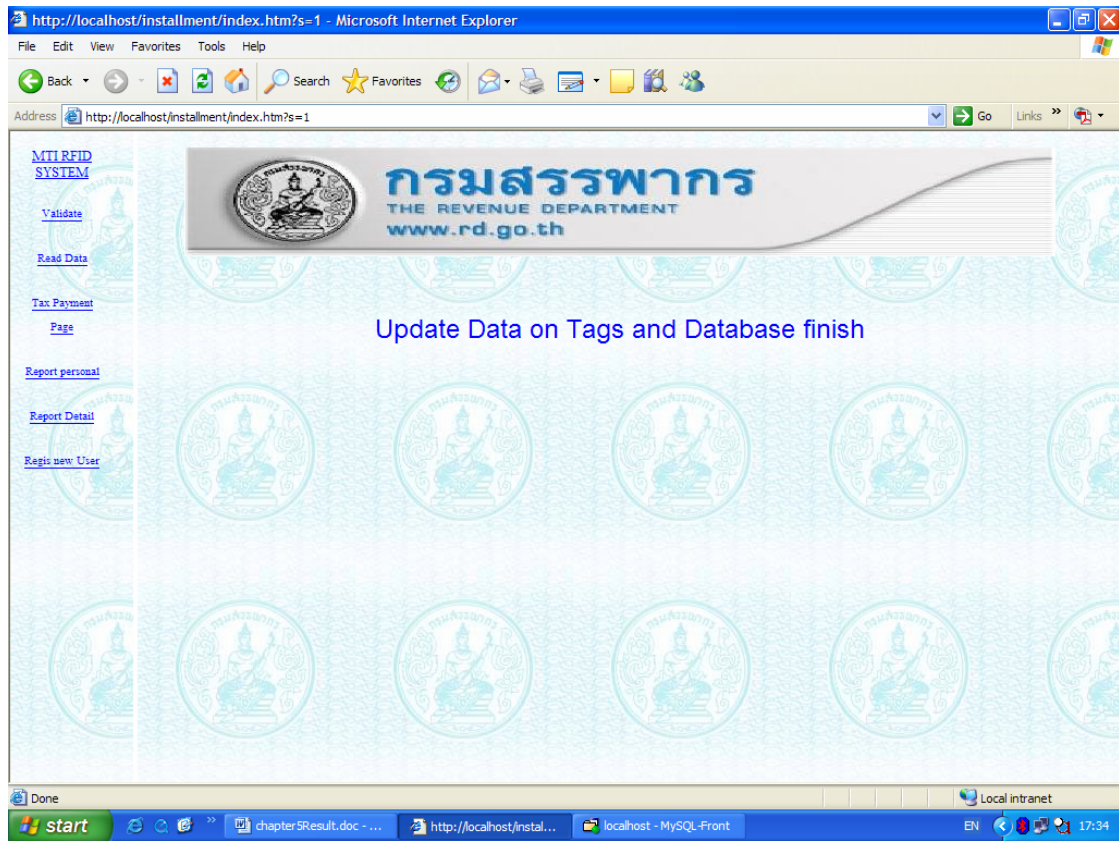 http://localhost/installment/index.htm?s=1 - Microsoft Internet Explorer
File Edit View Favorites Tools Help
Back Search Favorites
Address http://localhost/installment/index.htm?s=1 Go Links »
MTI RFID
SYSTEM
Validate
Read Data
Tax Payment
Page
Report personal
Report Detail
Regis new User
กรมสรรพากร
THE REVENUE DEPARTMENT
www.rd.go.th
Update Data on Tags and Database finish
Done Local intranet
start » chapter5Result.doc - ... http://localhost/instal... localhost - MySQL-Front EN 17:34